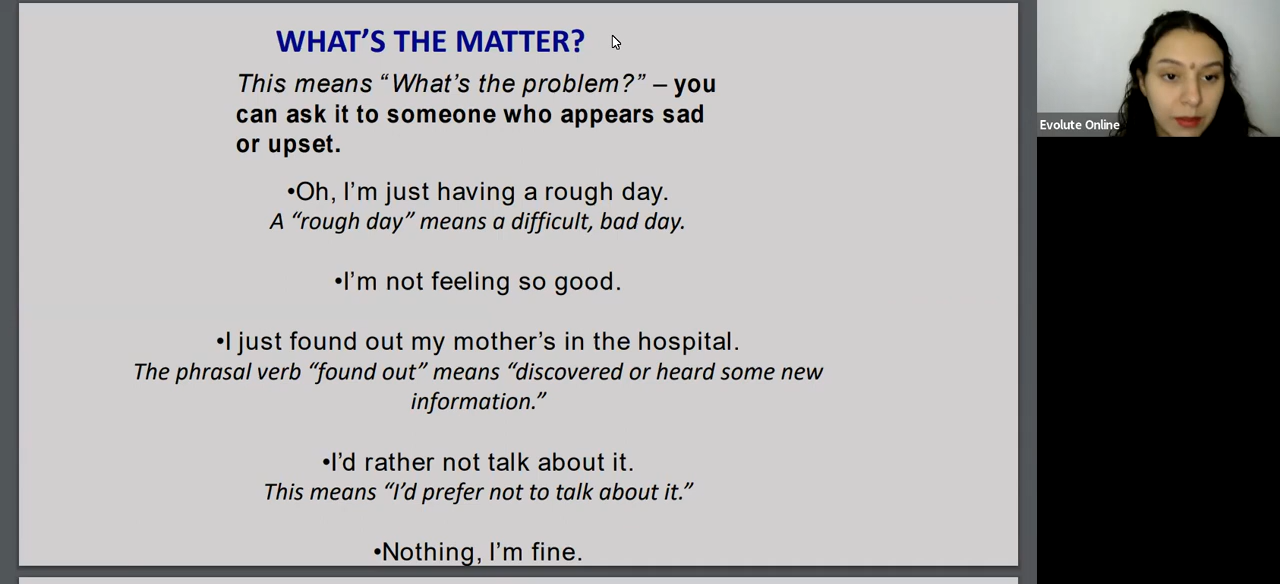 WHAT’S THE MATTER?
This means “What’s the problem?” – you
can ask it to someone who appears sad
or upset.
•Oh, I’m just having a rough day.
A “rough day” means a difficult, bad day.
•I’m not feeling so good.
•I just found out my mother’s in the hospital.
The phrasal verb “found out” means “discovered or heard some new
information.”
•I’d rather not talk about it.
This means “I’d prefer not to talk about it.”
•Nothing, I’m fine.
Evolute Online